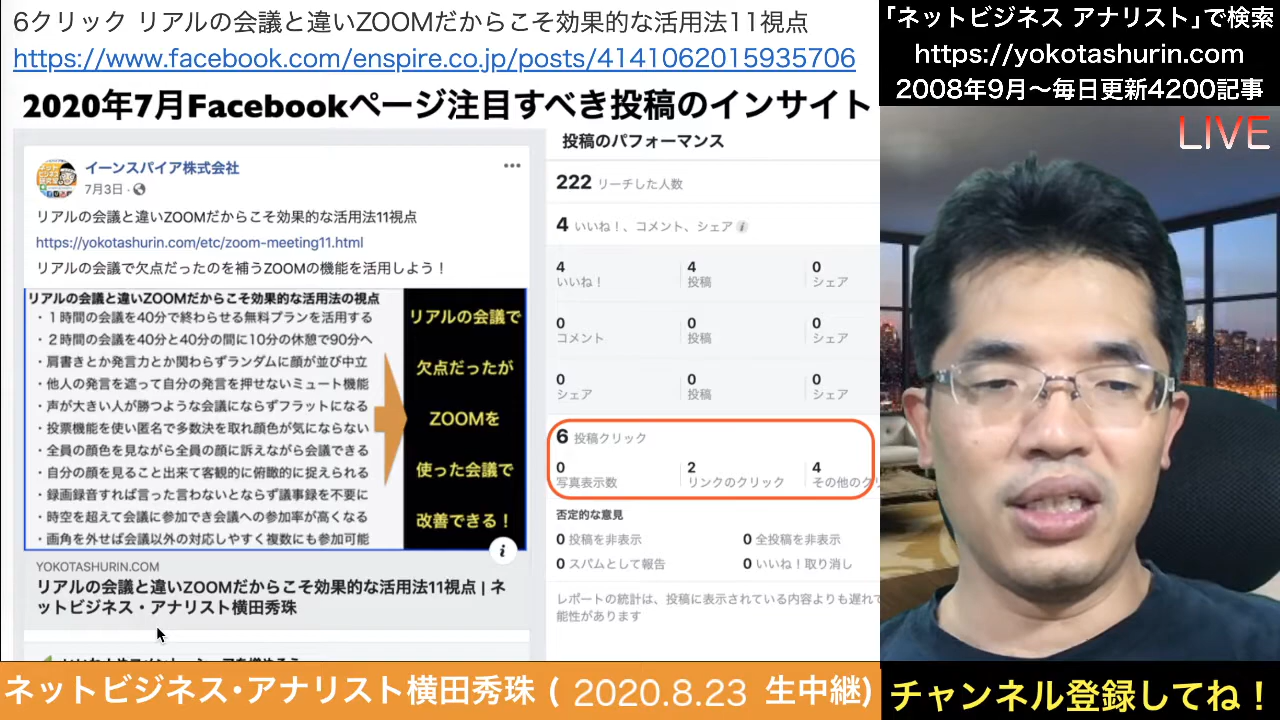 6クリック リアルの会議と違いZOOMだからこそ効果的な活用法11視点
https://www.facebook.com/enspire.co.jp/posts/4141062015935706
2020年7月Facebookページ注目すべき投稿のインサイト
イーンスパイア株式会社
7月3日
リアルの会議と違いZOOMだからこそ効果的な活用法11視点
https://yokotashurin.com/etc/zoom-meeting11.html
リアルの会議で欠点だったのを補うZOOMの機能を活用しよう！
リアルの会議と違いZOOMだからこそ効果的な活用法の視点
・１時間の会議を40分で終わらせる無料プランを活用する
・２時間の会議を40分と40分の間に10分の休憩で90分へ
・肩書きとか発言力とか関わらずランダムに顔が並び中立
・他人の発言を遮って自分の発言を押せないミュート機能
・声が大きい人が勝つような会議にならずフラットになる
・投票機能を使い匿名で多数決を取れ顔色が気にならない
・全員の顔色を見ながら全員の顔に訴えながら会議できる
・自分の顔を見ること出来て客観的に俯瞰的に捉えられる
・録画録音すれば言った言わないとならず議事録を不要に
・時空を超えて会議に参加でき会議への参加率が高くなる
・画角を外せば会議以外の対応しやすく複数にも参加可能
リアルの会議で
欠点だったが
ZOOMを
使った会議で
改善できる！
YOKOTASHURIN.COM
リアルの会議と違いZOOMだからこそ効果的な活用法11視点 | ネ
ットビジネス・アナリスト横田秀珠
投稿のパフォーマンス
222 リーチした人数
4 いいね！、コメント、シェア
4 4 0
いいね！ 投稿 シェア
0 0 0
コメント 投稿 シェア
0 0 0
シェア 投稿 シェア
6 投稿クリック
0 2 4
写真表示数 リンクのクリック その他のクリ
否定的な意見
0 投稿を非表示 0 全投稿を非表示
0 スパムとして報告 0 いいね！取り消し
レポートの統計は、投稿に表示されている内容よりも遅れて
能性があります
「ネットビジネス アナリスト」で検索
https://yokotashurin.com
2008年9月〜毎日更新4200記事
LIVE
ネットビジネス・アナリスト横田秀珠 ( 2020.8.23 生中継)
チャンネル登録してね！